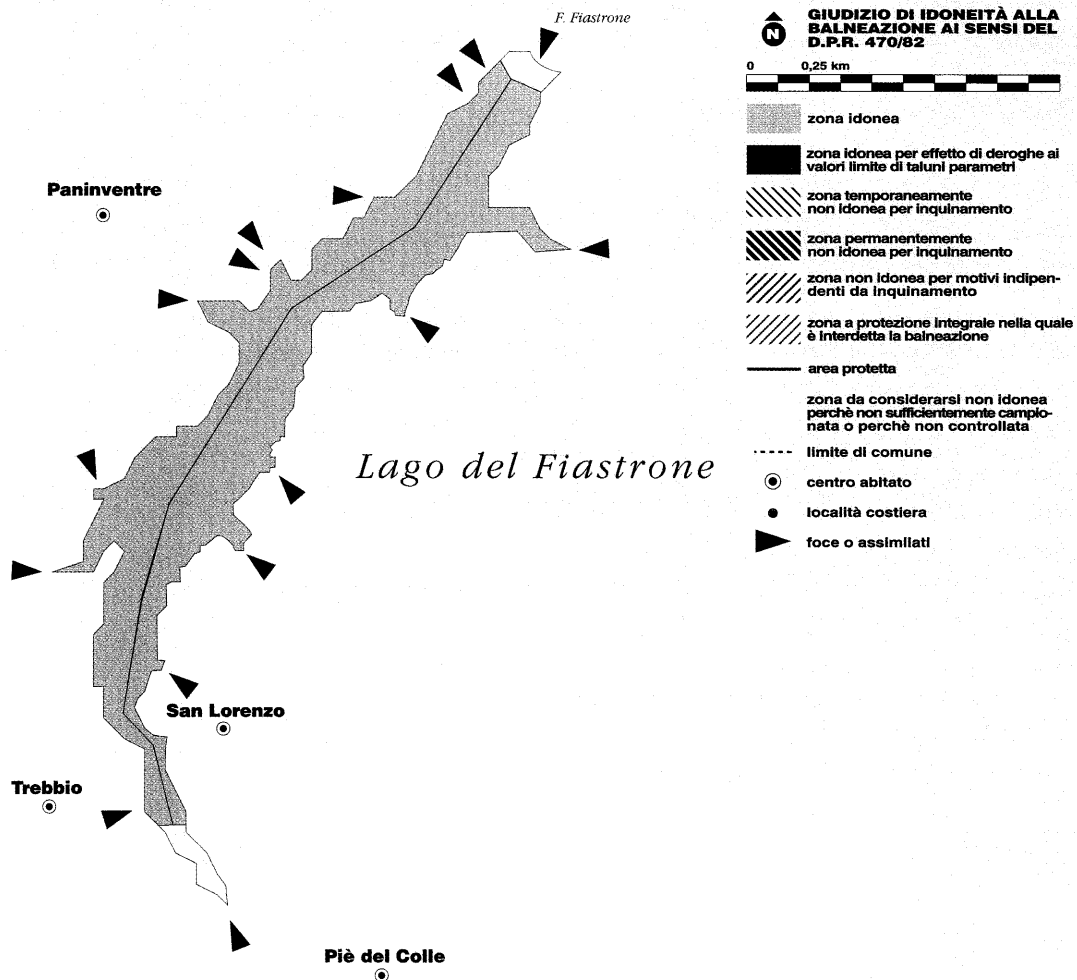 F. Fiastrone
GIUDIZIO DI IDONEITÀ ALLA
BALNEAZIONE AI SENSI DEL
D.P.R. 470/82
N
0 0,25 km
zona idonea
zona idonea per effetto di deroghe ai
valori limite di taluni parametri
zona temporaneamente
non idonea per inquinamento
zona permanentemente
non idonea per inquinamento
zona non idonea per motivi indipen-
denti da inquinamento
zona a protezione integrale nella quale
è interdetta la balneazione
area protetta
zona da considerarsi non idonea
perchè non sufficientemente campio-
nata o perchè non controllata
limite di comune
centro abitato
località costiera
foce o assimilati
Paninventre
Lago del Fiastrone
San Lorenzo
Trebbio
Piè del Colle